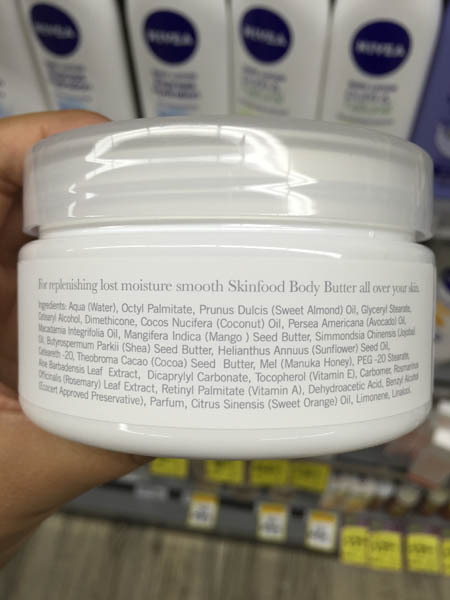 NIVEA
NIVEA
NIVEA
NIVEA
For replenishing lost moisture smooth Skinfood Body Butter all over your skin.
Ingredients: Aqua (Water), Octyl Palmitate, Prunus Dulcis (Sweet Almond) Oil, Glyceryl Stearate,
Cetearyl Alcohol, Dimethicone, Cocos Nucifera (Coconut) Oil, Persea Americana (Avocado) Oil,
Macadamia Integrifolia Oil, Mangifera Indica (Mango ) Seed Butter, Simmondsia Chinensis (Jojoba)
Oil, Butyrospermum Parkii (Shea) Seed Butter, Helianthus Annuus (Sunflower) Seed Oil,
Ceteareth -20, Theobroma Cacao (Cocoa) Seed Butter, Mel (Manuka Honey), PEG -20 Stearate,
Aloe Barbadensis Leaf Extract, Dicaprylyl Carbonate, Tocopherol (Vitamin E), Carbomer, Rosmarinus
Officinalis (Rosemary) Leaf Extract, Retinyl Palmitate (Vitamin A), Dehydroacetic Acid, Benzyl Alcohol
(Ecocert Approved Preservative), Parfum, Citrus Sinensis (Sweet Orange) Oil, Limonene, Linalool.